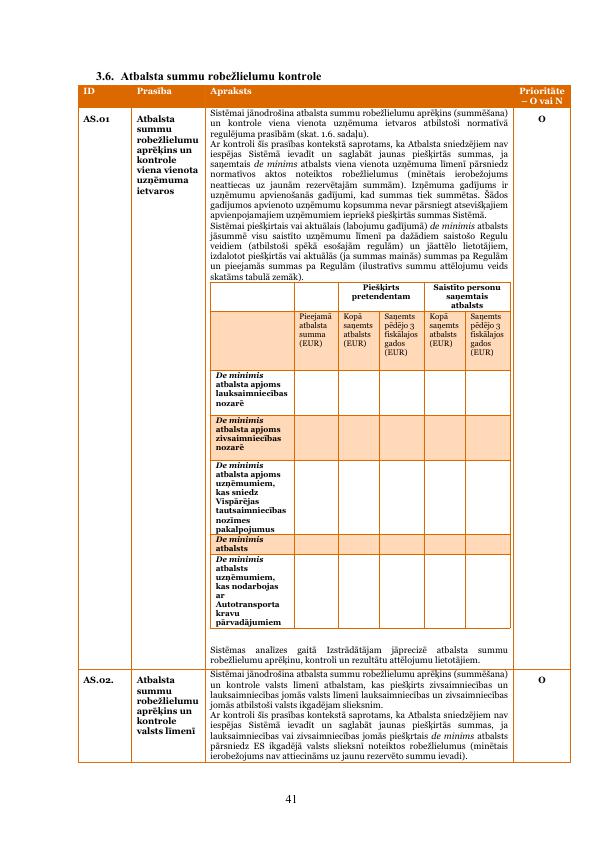 3.6. Atbalsta summu robežlielumu kontrole
ID Prasība Apraksts Prioritāte – O vai N
AS.01
Atbalsta
summu
robežlielumu
aprēķins un
kontrole
viena vienota
uzņēmuma
ietvaros
Sistēmai jānodrošina atbalsta summu robežlielumu aprēķins (summēšana)
un kontrole viena vienota uzņēmuma ietvaros atbilstoši normatīvā
regulējuma prasībām (skat. 1.6. sadaļu).
Ar kontroli šīs prasības kontekstā saprotams, ka Atbalsta sniedzējiem nav
iespējas Sistēmā ievadīt un saglabāt jaunas piešķirtās summas, ja
saņemtais de minims atbalsts viena vienota uzņēmuma līmenī pārsniedz
normatīvos aktos noteiktos robežlielumus (minētais ierobežojums
neattiecas uz jaunām rezervētajām summām). Izņēmuma gadījums ir
uzņēmumu apvienošanās gadījumi, kad summas tiek summētas. Šādos
gadījumos apvienoto uzņēmumu kopsumma nevar pārsniegt atsevišķajiem
apvienpojamajiem uzņēmumiem iepriekš piešķirtās summas Sistēmā.
Sistēmai piešķirtais vai aktuālais (labojumu gadījumā) de minimis atbalsts
jāsummē visu saistīto uzņēmumu līmenī pa dažādiem saistošo Regulu
veidiem (atbilstoši spēkā esošajām regulām) un jāattēlo lietotājiem,
izdalotot piešķirtās vai aktuālās (ja summas mainās) summas pa Regulām
un pieejamās summas pa Regulām (ilustratīvs summu attēlojumu veids
skatāms tabulā zemāk).
Piešķirts
pretendentam
Saistīto personu
saņemtais
atbalsts
Pieejamā
atbalsta
summa
(EUR)
Kopā
saņemts
atbalsts
(EUR)
Saņemts
pēdējo 3
fiskālajos
gados
(EUR)
Kopā
saņemts
atbalsts
(EUR)
Saņemts
pēdējo 3
fiskālajos
gados
(EUR)
De minimis
atbalsta apjoms
lauksaimniecības
nozarē
De minimis
atbalsta apjoms
zivsaimniecības
nozarē
De minimis
atbalsta apjoms
uzņēmumiem,
kas sniedz
Vispārējas
tautsaimniecības
nozīmes
pakalpojumus
De minimis
atbalsts
De minimis
atbalsts
uzņēmumiem,
kas nodarbojas
ar
Autotransporta
kravu
pārvadājumiem
Sistēmas analīzes gaitā Izstrādātājam jāprecizē atbalsta summu
robežlielumu aprēķinu, kontroli un rezultātu attēlojumu lietotājiem.
O
AS.02.
Atbalsta
summu
robežlielumu
aprēķins un
kontrole
valsts līmenī
Sistēmai jānodrošina atbalsta summu robežlielumu aprēķins (summēšana)
un kontrole valsts līmenī atbalstam, kas piešķirts zivsaimniecības un
lauksaimniecības jomās valsts līmenī lauksaimniecības un zivsaimniecības
jomās atbilstoši valsts ikgadējam slieksnim.
Ar kontroli šīs prasības kontekstā saprotams, ka Atbalsta sniedzējiem nav
iespējas Sistēmā ievadīt un saglabāt jaunas piešķirtās summas, ja
lauksaimniecības vai zivsaimniecības jomās piešķrtais de minims atbalsts
pārsniedz ES ikgadējā valsts slieksnī noteiktos robežlielumus (minētais
ierobežojums nav attiecināms uz jaunu rezervēto summu ievadi).
O
41